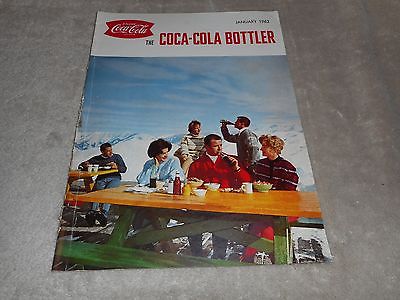 Coca-Cola
JANUARY 1962
THE COCA-COLA BOTTLER